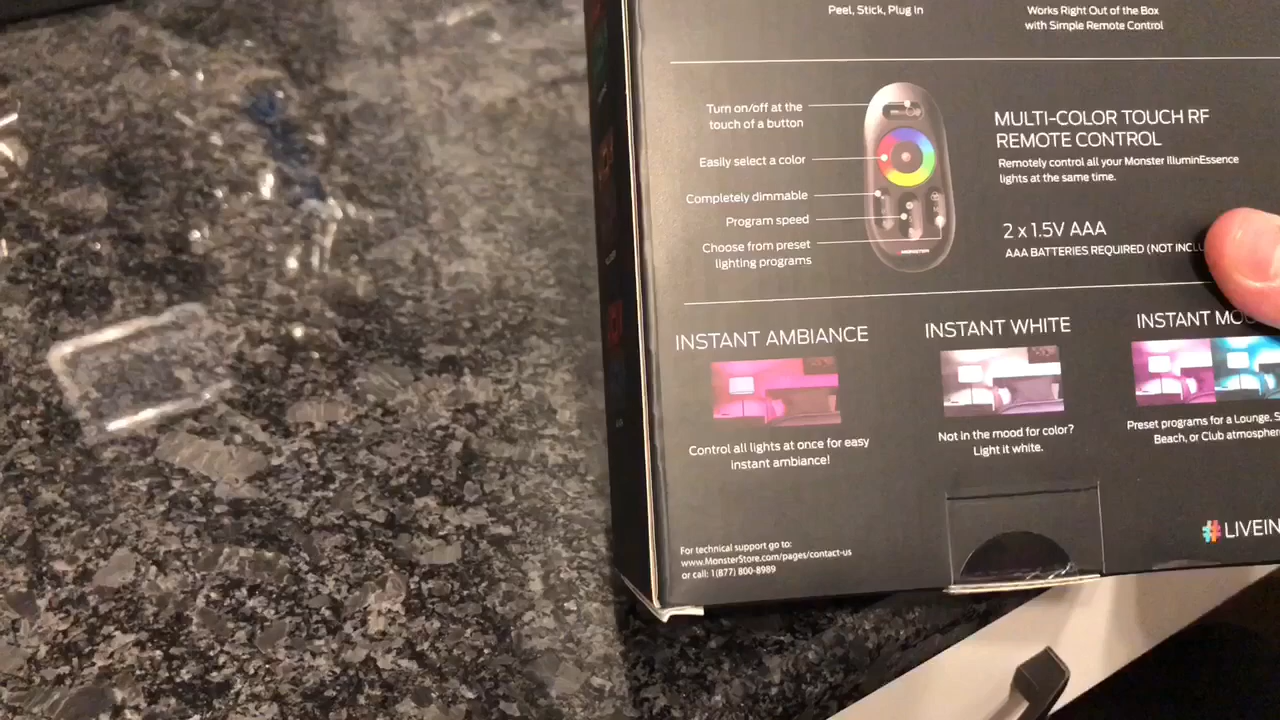 Peel, Stick, Plug In
Works Right Out of the Box
with Simple Remote Control
Turn on/off at the
touch of a button
Easily select a color
Completely dimmable
Program speed
Choose from preset
lighting programs
MULTI-COLOR TOUCH RF
REMOTE CONTROL
Remotely control all your Monster IlluminEssence
lights at the same time.
2 x 1.5V AAA
AAA BATTERIES REQUIRED (NOT INCLU
INSTANT AMBIANCE
Control all lights at once for easy
instant ambiance!
INSTANT WHITE
Not in the mood for color?
Light it white.
INSTANT MO
Preset programs for a Lounge, S
Beach, or Club atmospher
For technical support go to:
www.MonsterStore.com/pages/contact-us
or call: 1(877) 800-8989
#LIVEIN